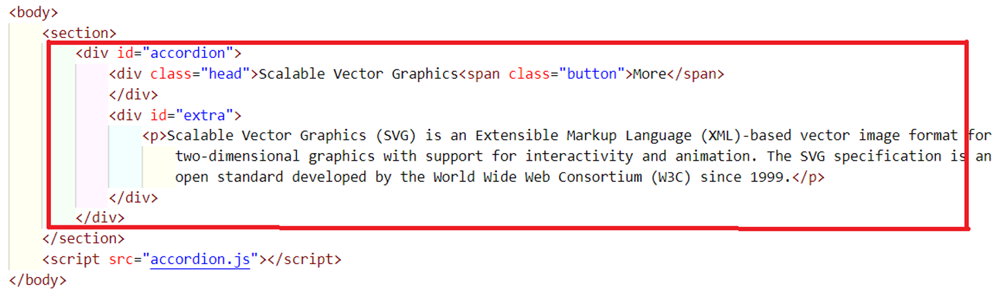 <body>
<section>
<div id="accordion">
<div class="head">Scalable Vector Graphics<span class="button">More</span>
</div>
<div id="extra">
<p>Scalable Vector Graphics (SVG) is an Extensible Markup Language (XML)-based vector image format for
two-dimensional graphics with support for interactivity and animation. The SVG specification is an
open standard developed by the World Wide Web Consortium (W3C) since 1999.</p>
</div>
</div>
</section>
<script src="accordion.js"></script>
</body>